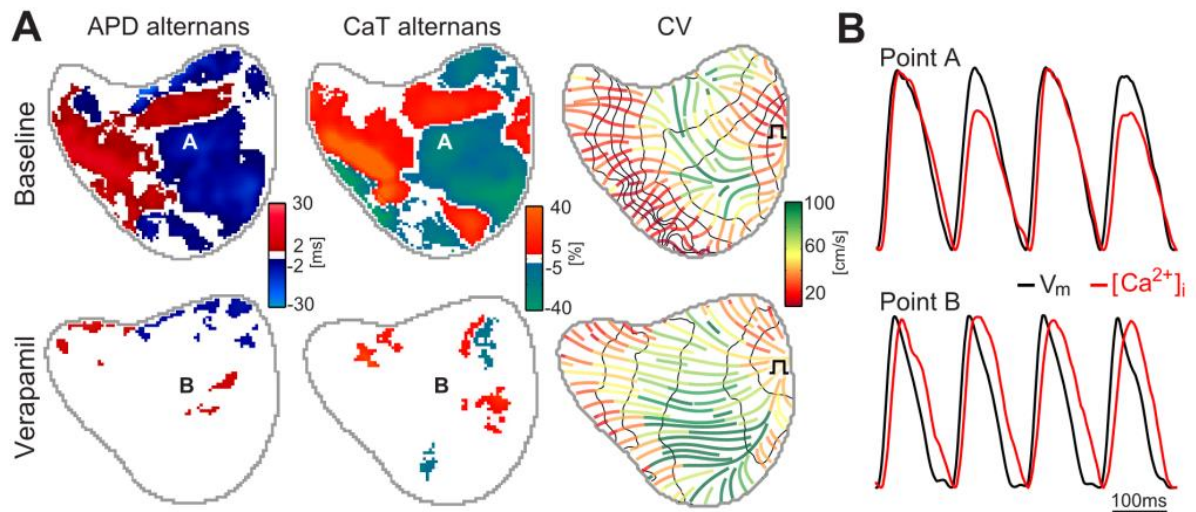 A
APD alternans
CaT alternans
CV
B
Baseline
A
A
30
2
-2
-30
[ms]
40
5
-5
-40
[%]
100
60
20
[cm/s]
Point A
Verapamil
B
B
Point B
Vm
[Ca²⁺]i
100ms